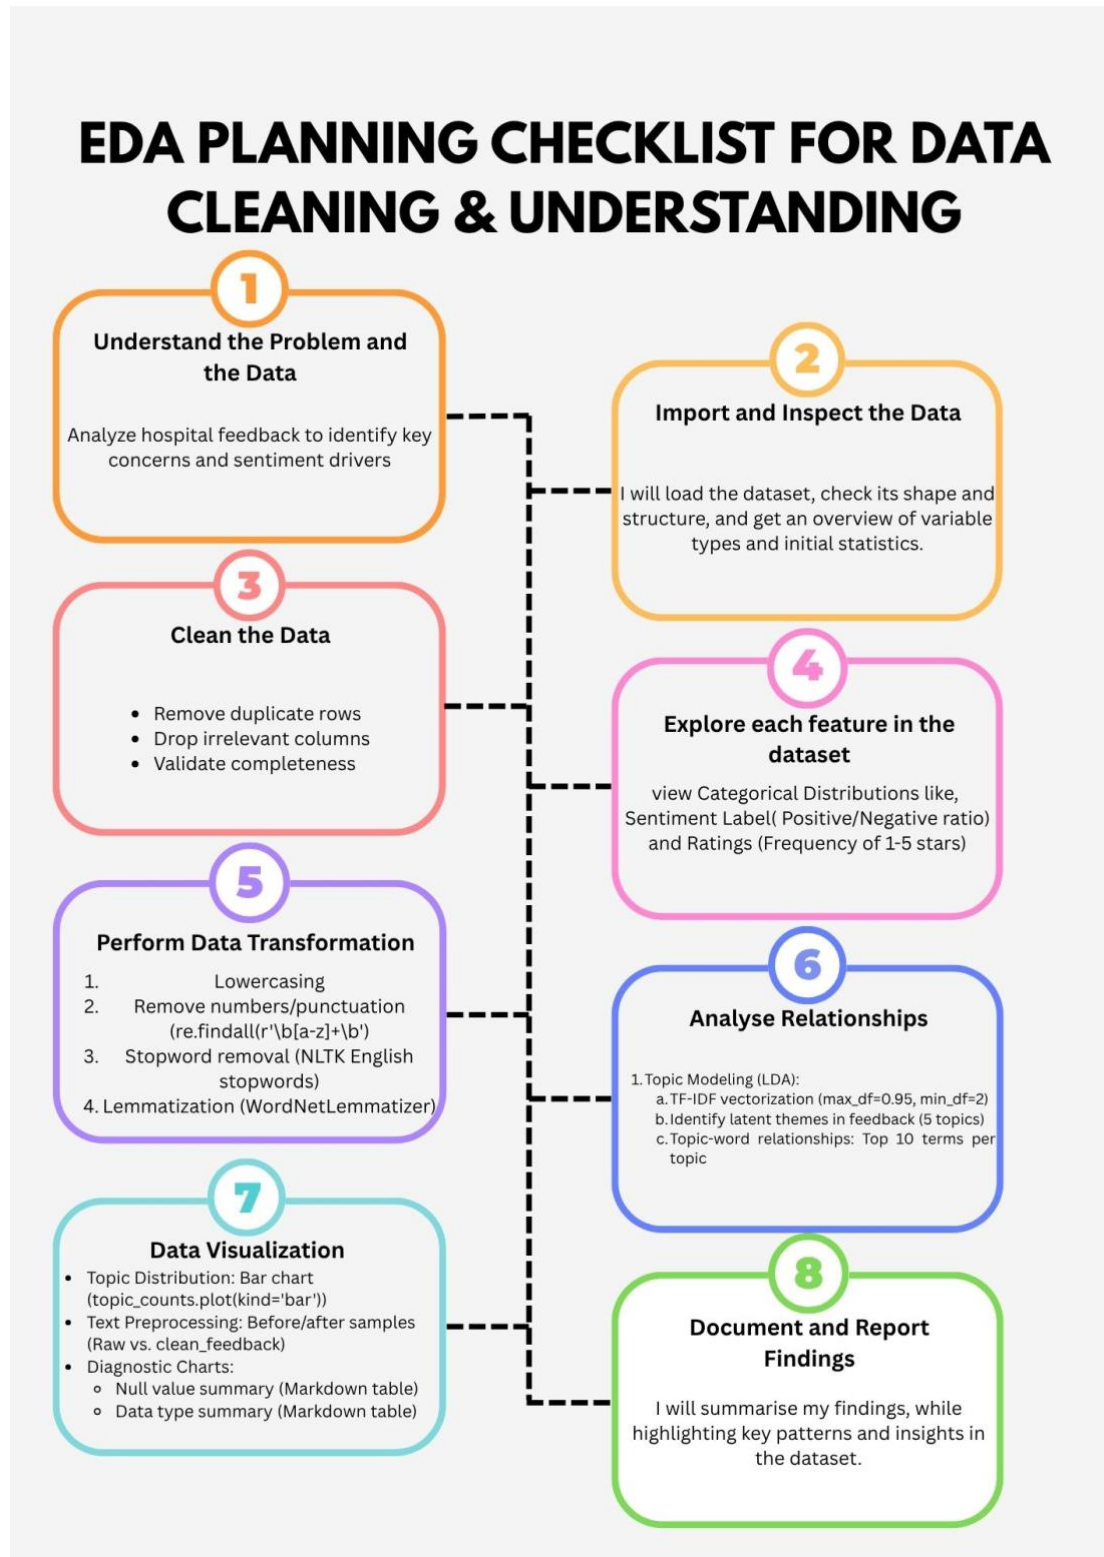 EDA PLANNING CHECKLIST FOR DATA
CLEANING & UNDERSTANDING
1
Understand the Problem and
the Data
Analyze hospital feedback to identify key
concerns and sentiment drivers
2
Import and Inspect the Data
I will load the dataset, check its shape and
structure, and get an overview of variable
types and initial statistics.
3
Clean the Data
• Remove duplicate rows
• Drop irrelevant columns
• Validate completeness
4
Explore each feature in the
dataset
view Categorical Distributions like,
Sentiment Label( Positive/Negative ratio)
and Ratings (Frequency of 1-5 stars)
5
Perform Data Transformation
1. Lowercasing
2. Remove numbers/punctuation
(re.findall(r'\b[a-z]+\b')
3. Stopword removal (NLTK English
stopwords)
4. Lemmatization (WordNetLemmatizer)
6
Analyse Relationships
1. Topic Modeling (LDA):
a. TF-IDF vectorization (max_df=0.95, min_df=2)
b. Identify latent themes in feedback (5 topics)
c. Topic-word relationships: Top 10 terms per
topic
7
Data Visualization
• Topic Distribution: Bar chart
(topic_counts.plot(kind='bar'))
• Text Preprocessing: Before/after samples
(Raw vs. clean_feedback)
• Diagnostic Charts:
◦ Null value summary (Markdown table)
◦ Data type summary (Markdown table)
8
Document and Report
Findings
I will summarise my findings, while
highlighting key patterns and insights in
the dataset.